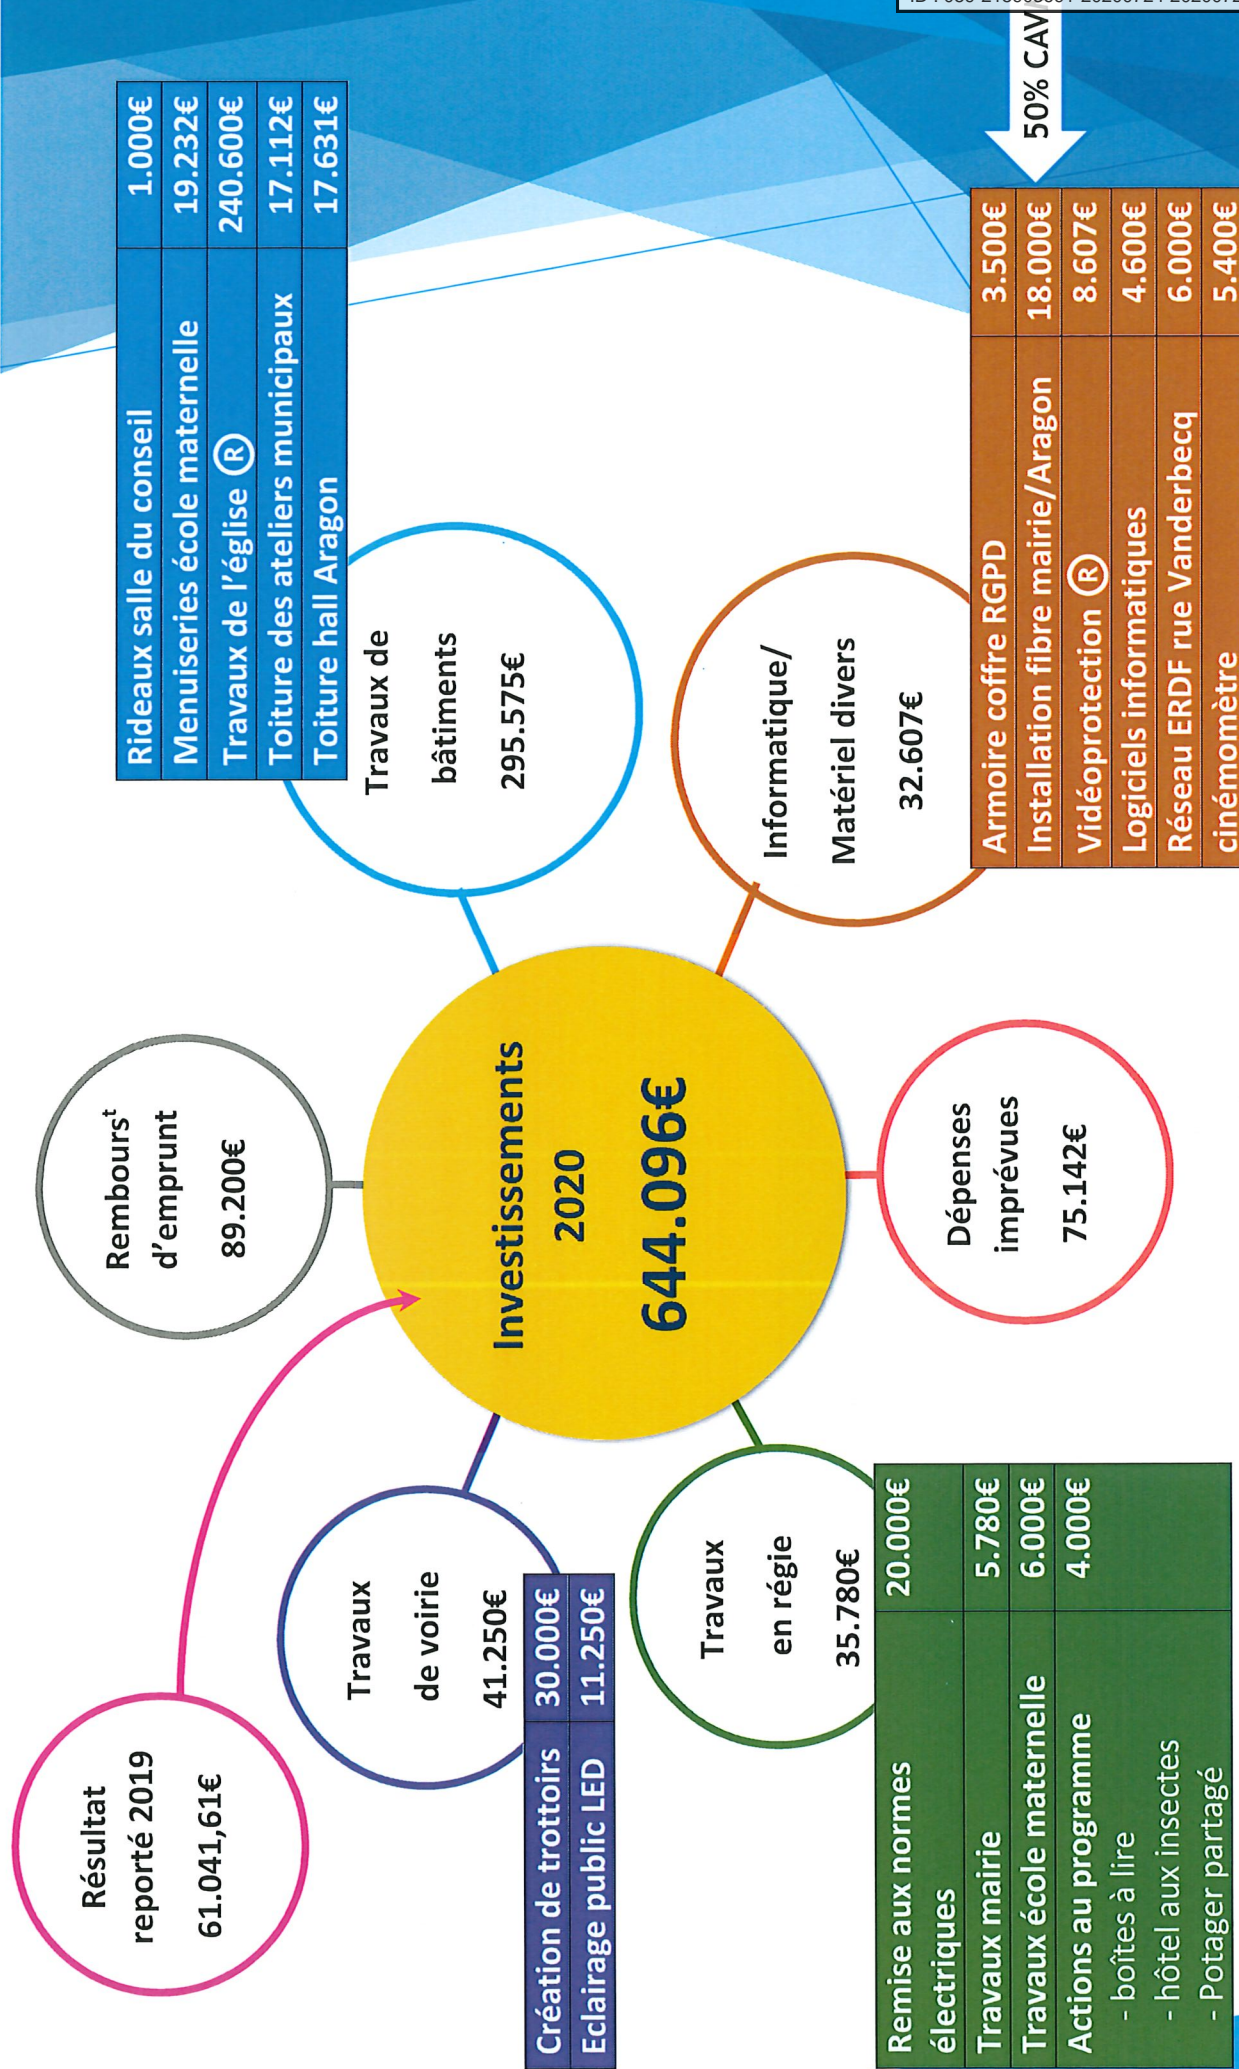 Résultat
reporté 2019
61.041,61€
Rembours^t
d'emprunt
89.200€
Rideaux salle du conseil 1.000€
Menuiseries école maternelle 19.232€
Travaux de l'église Ⓡ 240.600€
Toiture des ateliers municipaux 17.112€
Toiture hall Aragon 17.631€
Travaux de
bâtiments
295.575€
Travaux
de voirie
41.250€
Création de trottoirs 30.000€
Eclairage public LED 11.250€
Investissements
2020
644.096€
Informatique/
Matériel divers
32.607€
Travaux
en régie
35.780€
Remise aux normes 20.000€
électriques
Travaux mairie 5.780€
Travaux école maternelle 6.000€
Actions au programme 4.000€
- boîtes à lire
- hôtel aux insectes
- Potager partagé
Dépenses
imprévues
75.142€
Armoire coffre RGPD 3.500€
Installation fibre mairie/Aragon 18.000€
Vidéoprotection Ⓡ 8.607€
Logiciels informatiques 4.600€
Réseau ERDF rue Vanderbecq 6.000€
cinémomètre 5.400€
50% CAV